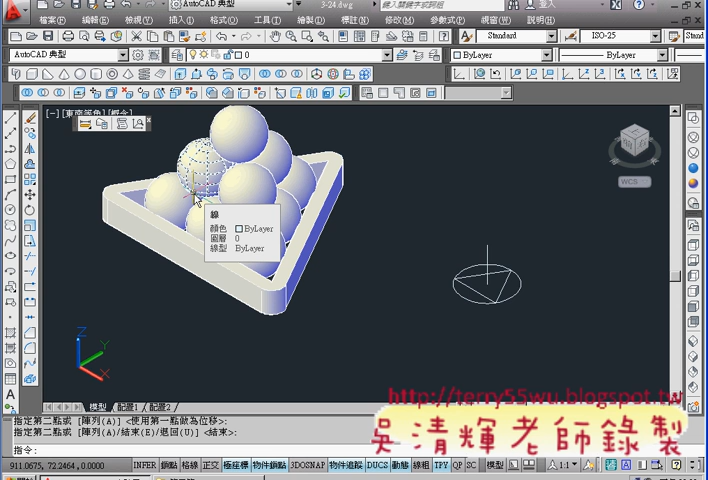 AutoCAD 典型
3-24.dwg
鍵入關鍵字或詞組
登入
檔案(F) 編輯(E) 檢視(V) 插入(I) 格式(O) 工具(T) 繪製(D) 標註(N) 修改(M) 參數式(P) 視窗(W) 說明(H)
Standard ISO-25
AutoCAD 典型 0 ByLayer ByLayer
[-][東南等角][概念]
WCS
線
顏色 ByLayer
圖層 0
線型 ByLayer
Z
Y
X
模型 配置1 配置2
http://terry55wu.blogspot.tw
吳清輝老師錄製
指定第二點或 [陣列(A)] <使用第一點做為位移>:
指定第二點或 [陣列(A)/結束(E)/退回(U)] <結束>:
指令:
911.0675, 72.2464, 0.0000 INFER 鎖點 格線 正交 極座標 物件鎖點 3DOSNAP 物件追蹤 DUCS 動態 線粗 TPY QP SC 模型 1:1